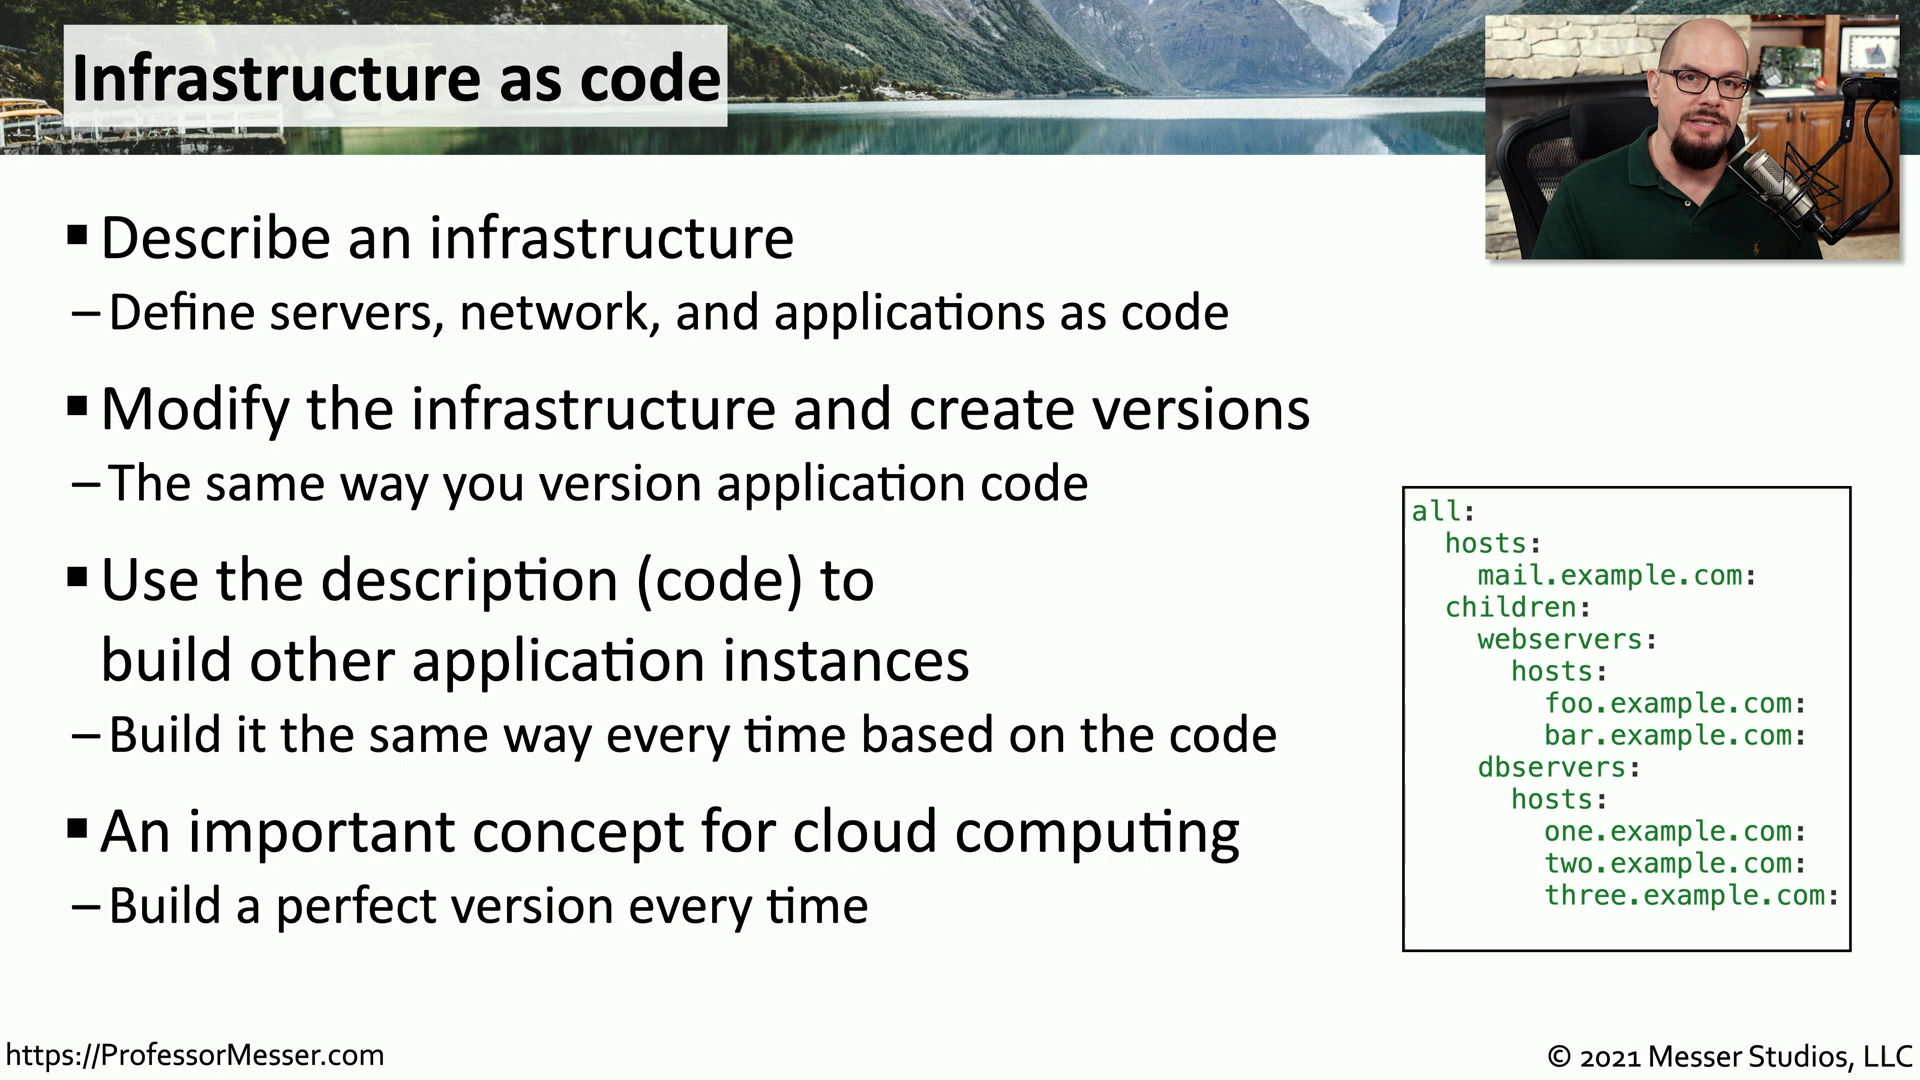 Infrastructure as code
▪ Describe an infrastructure
– Define servers, network, and applications as code
▪ Modify the infrastructure and create versions
– The same way you version application code
▪ Use the description (code) to
build other application instances
– Build it the same way every time based on the code
▪ An important concept for cloud computing
– Build a perfect version every time
all:
  hosts:
    mail.example.com:
  children:
    webservers:
      hosts:
        foo.example.com:
        bar.example.com:
    dbservers:
      hosts:
        one.example.com:
        two.example.com:
        three.example.com:
https://ProfessorMesser.com
© 2021 Messer Studios, LLC